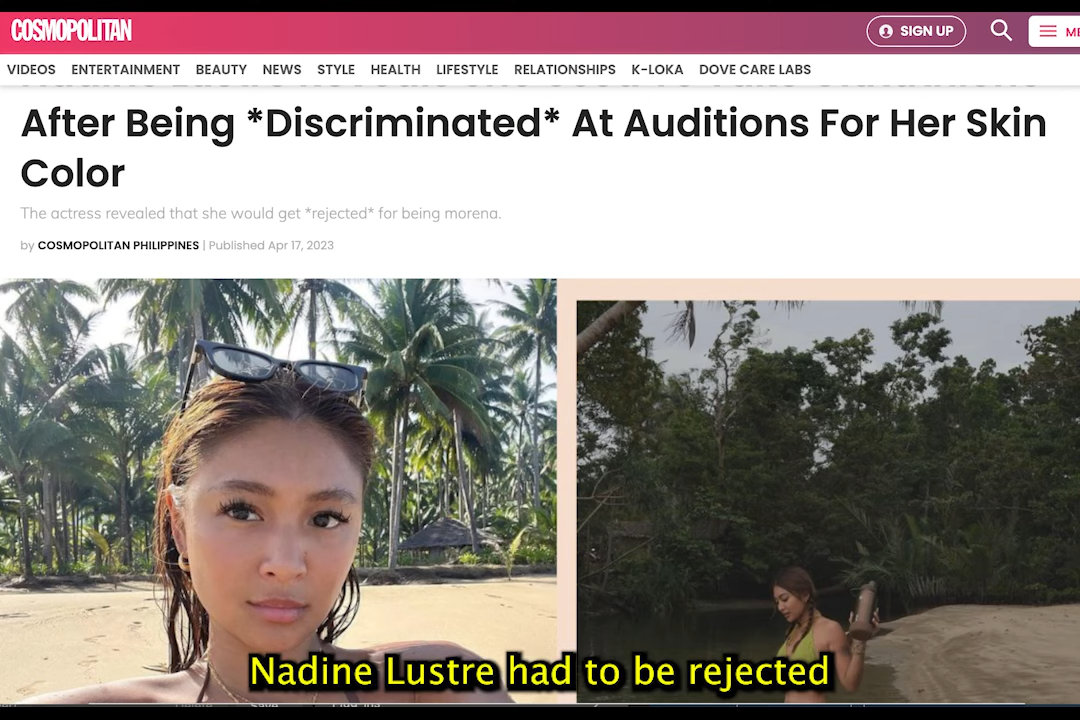 COSMOPOLITAN
SIGN UP
VIDEOS ENTERTAINMENT BEAUTY NEWS STYLE HEALTH LIFESTYLE RELATIONSHIPS K-LOKA DOVE CARE LABS
After Being *Discriminated* At Auditions For Her Skin
Color
The actress revealed that she would get *rejected* for being morena.
by COSMOPOLITAN PHILIPPINES | Published Apr 17, 2023
Nadine Lustre had to be rejected